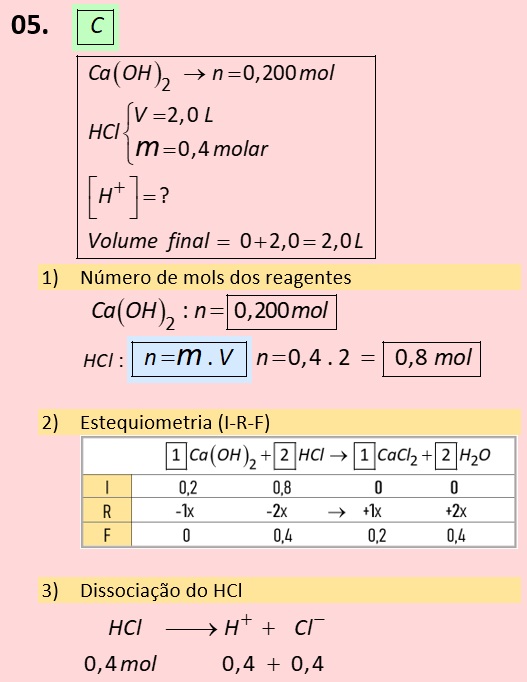 05. C
Ca(OH)₂ → n=0,200 mol
HCl { V =2,0 L
m=0,4 molar
[H⁺]=?
Volume final = 0+2,0= 2,0 L
1) Número de mols dos reagentes
Ca(OH)₂ : n= 0,200 mol
HCl : n=m . V n=0,4 . 2 = 0,8 mol
2) Estequiometria (I-R-F)
1 Ca(OH)₂ + 2 HCl → 1 CaCl₂ + 2 H₂O
I 0,2 0,8 0 0
R -1x -2x → +1x +2x
F 0 0,4 0,2 0,4
3) Dissociação do HCl
HCl ⟶ H⁺ + Cl⁻
0,4 mol 0,4 + 0,4